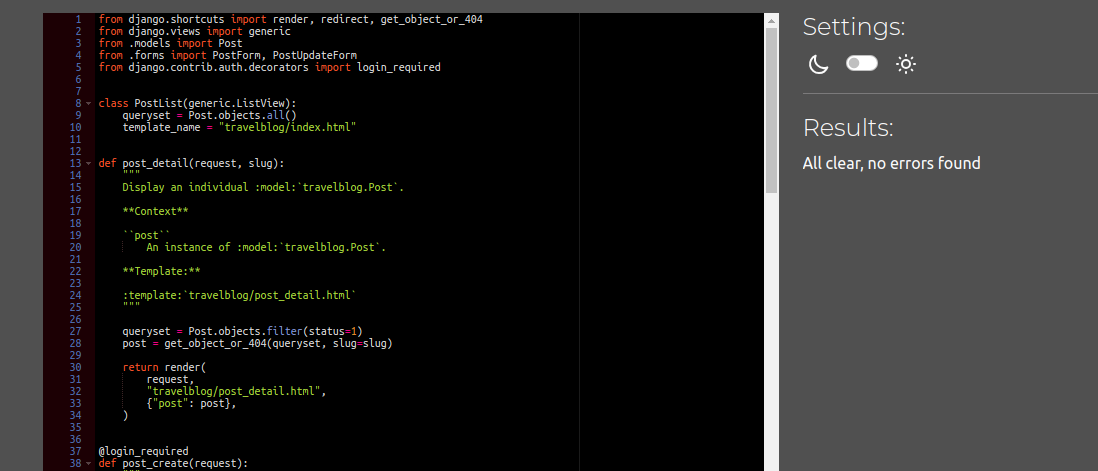 1 from django.shortcuts import render, redirect, get_object_or_404
2 from django.views import generic
3 from .models import Post
4 from .forms import PostForm, PostUpdateForm
5 from django.contrib.auth.decorators import login_required
6
7
8 class PostList(generic.ListView):
9     queryset = Post.objects.all()
10     template_name = "travelblog/index.html"
11
12
13 def post_detail(request, slug):
14     """
15     Display an individual :model:`travelblog.Post`.
16
17     **Context**
18
19     ``post``
20         An instance of :model:`travelblog.Post`.
21
22     **Template:**
23
24     :template:`travelblog/post_detail.html`
25     """
26
27     queryset = Post.objects.filter(status=1)
28     post = get_object_or_404(queryset, slug=slug)
29
30     return render(
31         request,
32         "travelblog/post_detail.html",
33         {"post": post},
34     )
35
36
37 @login_required
38 def post_create(request):
"""
Settings:
Results:
All clear, no errors found